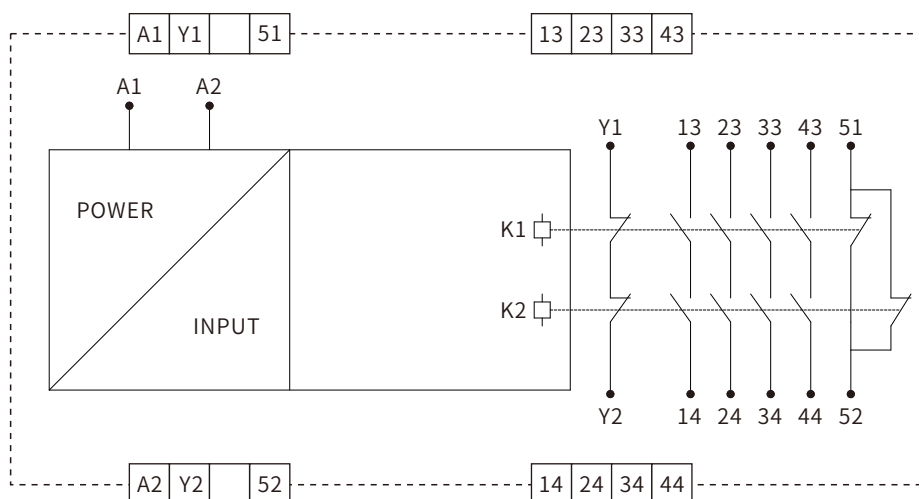 A1 Y1 51 13 23 33 43
A1 A2
Y1 13 23 33 43 51
POWER
K1
K2
INPUT
Y2 14 24 34 44 52
A2 Y2 52 14 24 34 44